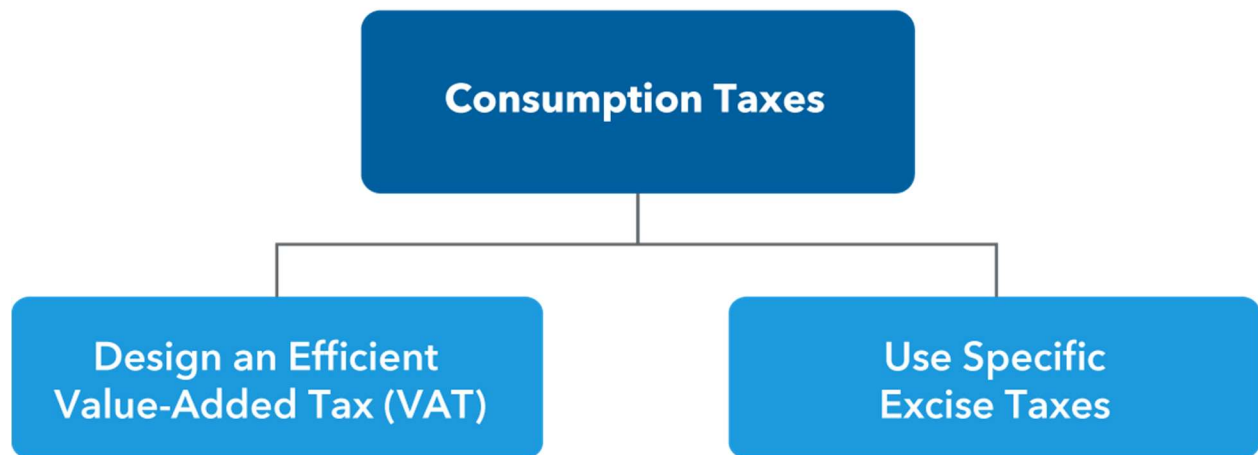 Consumption Taxes
Design an Efficient
Value-Added Tax (VAT)
Use Specific
Excise Taxes